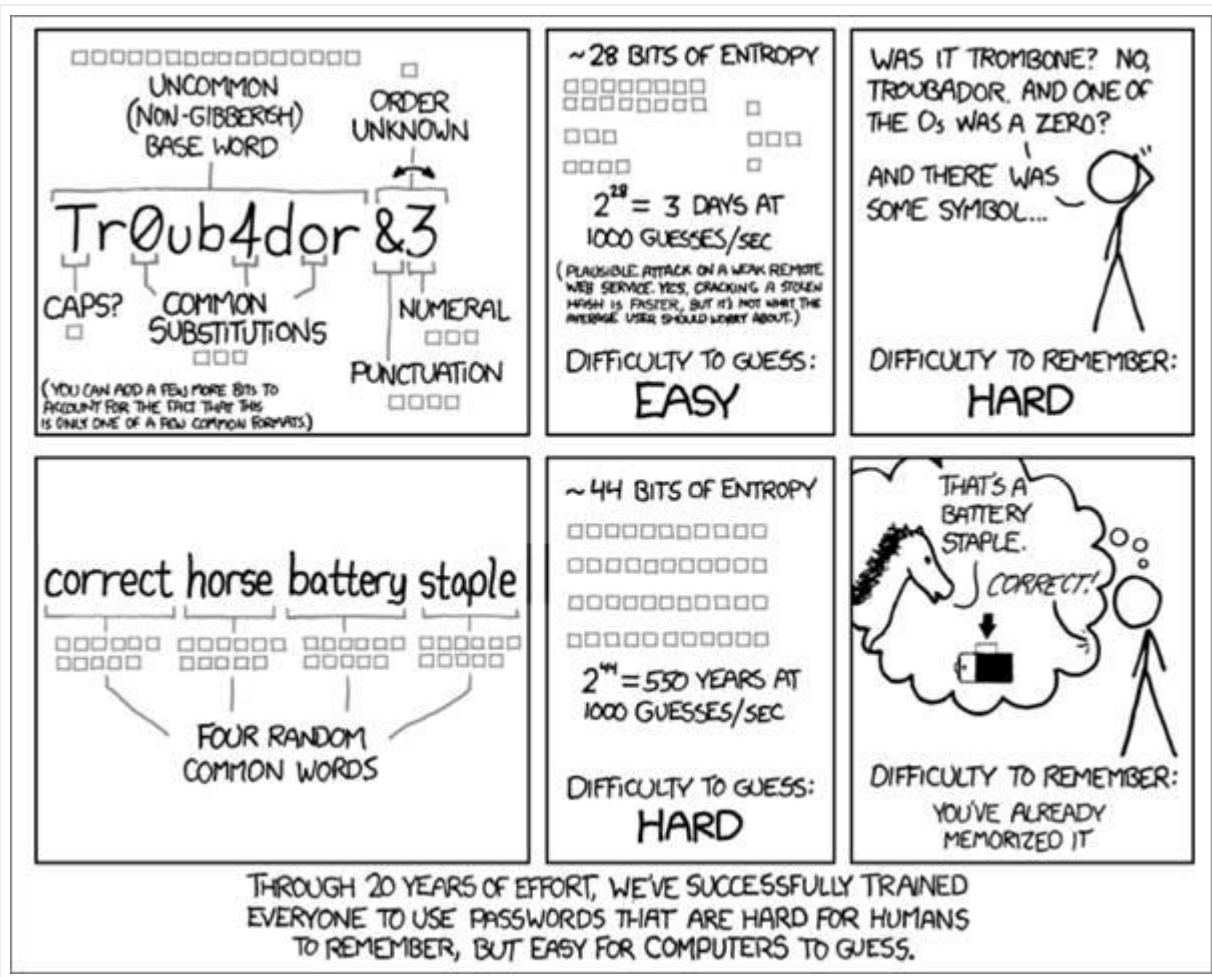 UNCOMMON
(NON-GIBBERISH)
BASE WORD
ORDER
UNKNOWN
Tr0ub4dor &3
CAPS?
COMMON
SUBSTITUTIONS
NUMERAL
PUNCTUATION
(YOU CAN ADD A FEW MORE BITS TO
ACCOUNT FOR THE FACT THAT THIS
IS ONLY ONE OF A FEW COMMON FORMATS.)
~28 BITS OF ENTROPY
2^28 = 3 DAYS AT
1000 GUESSES/SEC
(PLAUSIBLE ATTACK ON A WEAK REMOTE
WEB SERVICE. YES, CRACKING A STOLEN
HASH IS FASTER, BUT IT'S NOT WHAT THE
AVERAGE USER SHOULD WORRY ABOUT.)
DIFFICULTY TO GUESS:
EASY
WAS IT TROMBONE? NO,
TROUBADOR. AND ONE OF
THE Os WAS A ZERO?
AND THERE WAS
SOME SYMBOL...
DIFFICULTY TO REMEMBER:
HARD
correct horse battery staple
FOUR RANDOM
COMMON WORDS
~44 BITS OF ENTROPY
2^44 = 550 YEARS AT
1000 GUESSES/SEC
DIFFICULTY TO GUESS:
HARD
THAT'S A
BATTERY
STAPLE.
CORRECT!
DIFFICULTY TO REMEMBER:
YOU'VE ALREADY
MEMORIZED IT
THROUGH 20 YEARS OF EFFORT, WE'VE SUCCESSFULLY TRAINED
EVERYONE TO USE PASSWORDS THAT ARE HARD FOR HUMANS
TO REMEMBER, BUT EASY FOR COMPUTERS TO GUESS.